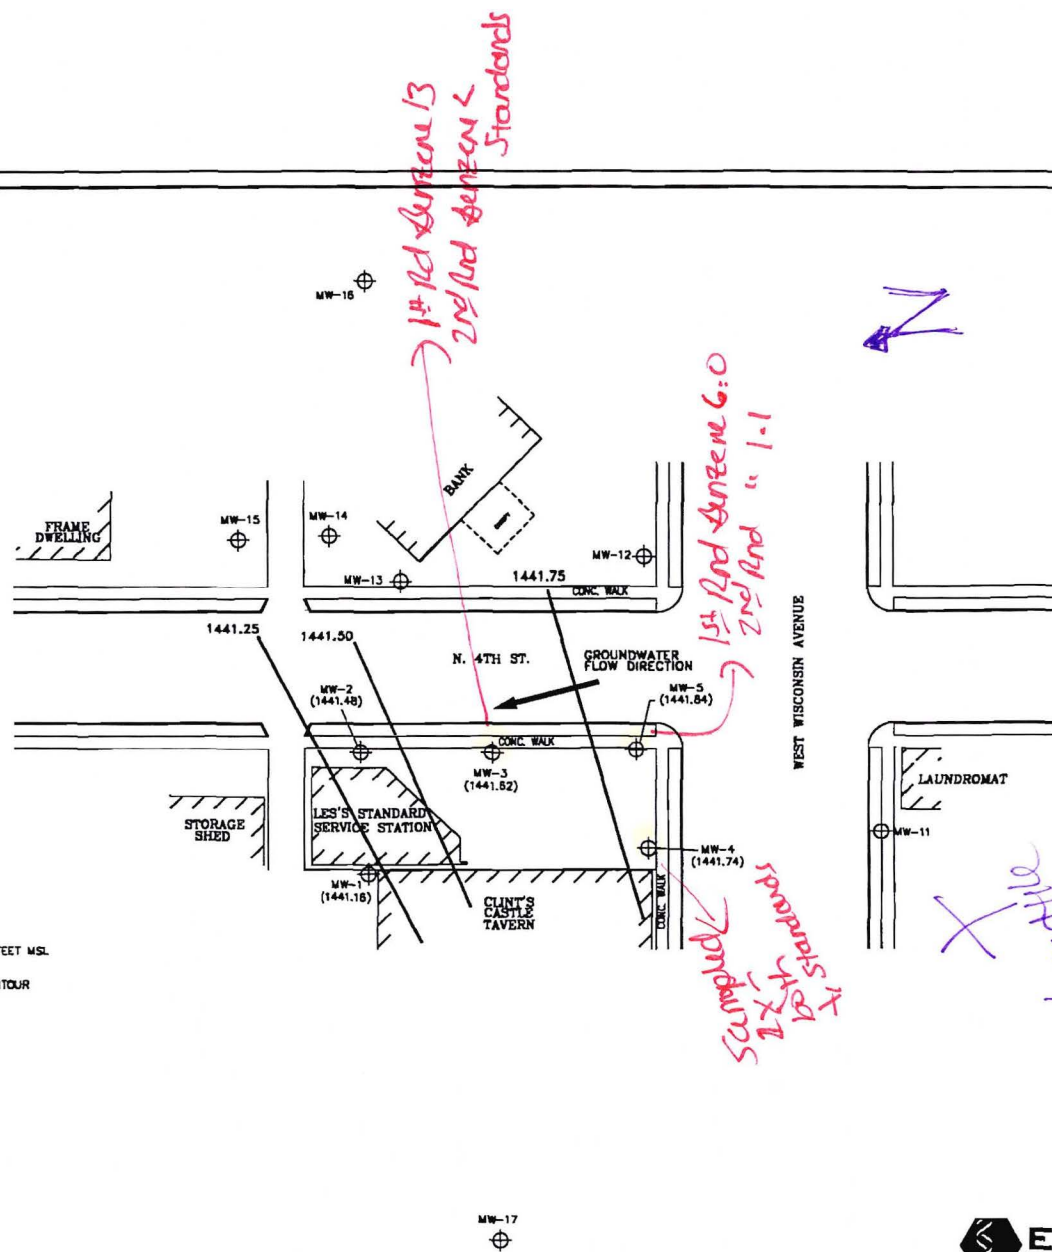 1st Rd Benzene 13
2nd Rnd Benzene <
Standards
MW-16
N
1st Rnd Benzene 6.0
2nd Rnd " 1.1
BANK
FRAME
DWELLING
MW-15
MW-14
MW-12
MW-13
1441.75
CONC. WALK
1441.25
1441.50
N. 4TH ST.
GROUNDWATER
FLOW DIRECTION
WEST WISCONSIN AVENUE
MW-2
(1441.48)
MW-5
(1441.84)
CONC. WALK
MW-3
(1441.62)
LAUNDROMAT
STORAGE
SHED
LES'S STANDARD
SERVICE STATION
MW-11
MW-4
(1441.74)
MW-1
(1441.16)
CLINT'S
CASTLE
TAVERN
CONC. WALK
Sampled
2x
both
standards
FEET MSL
TOUR
MW-17
E